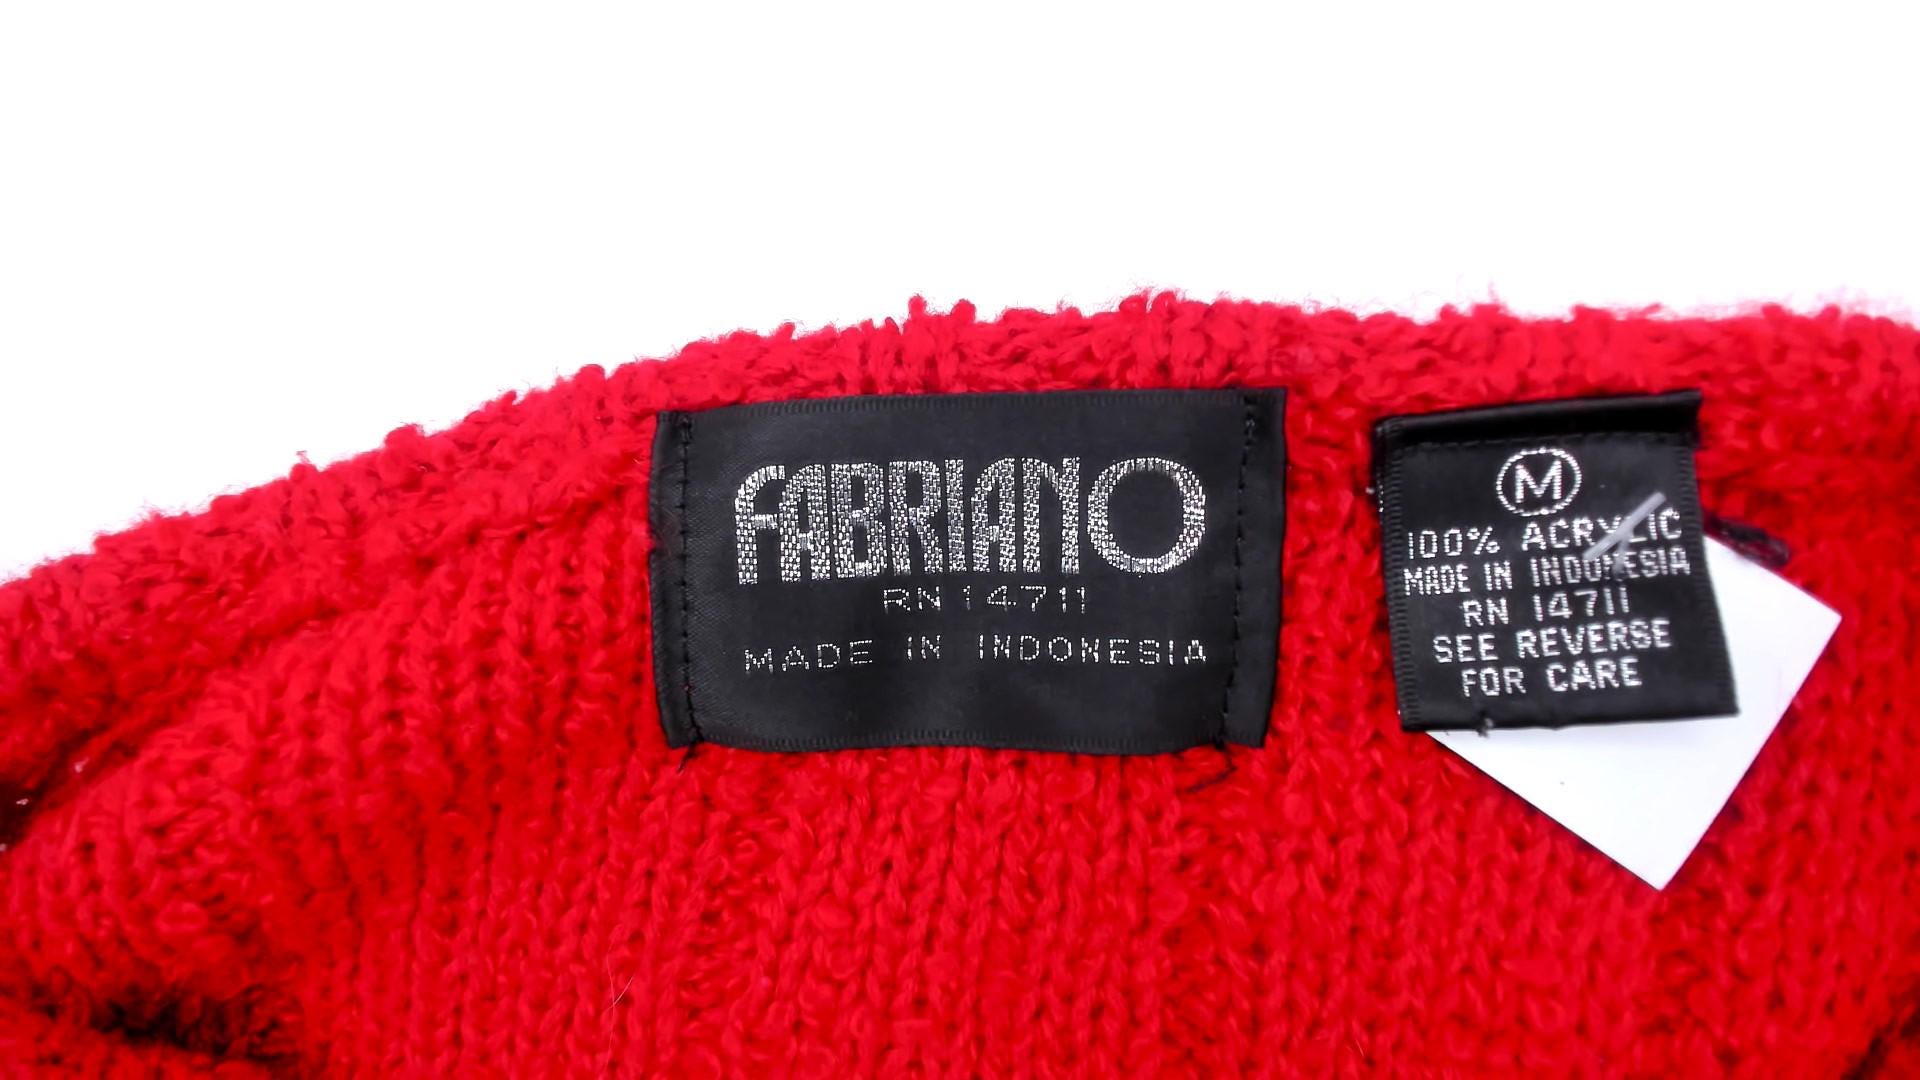 FABRIANO
RN 14711
MADE IN INDONESIA
M
100% ACRYLIC
MADE IN INDONESIA
RN 14711
SEE REVERSE
FOR CARE